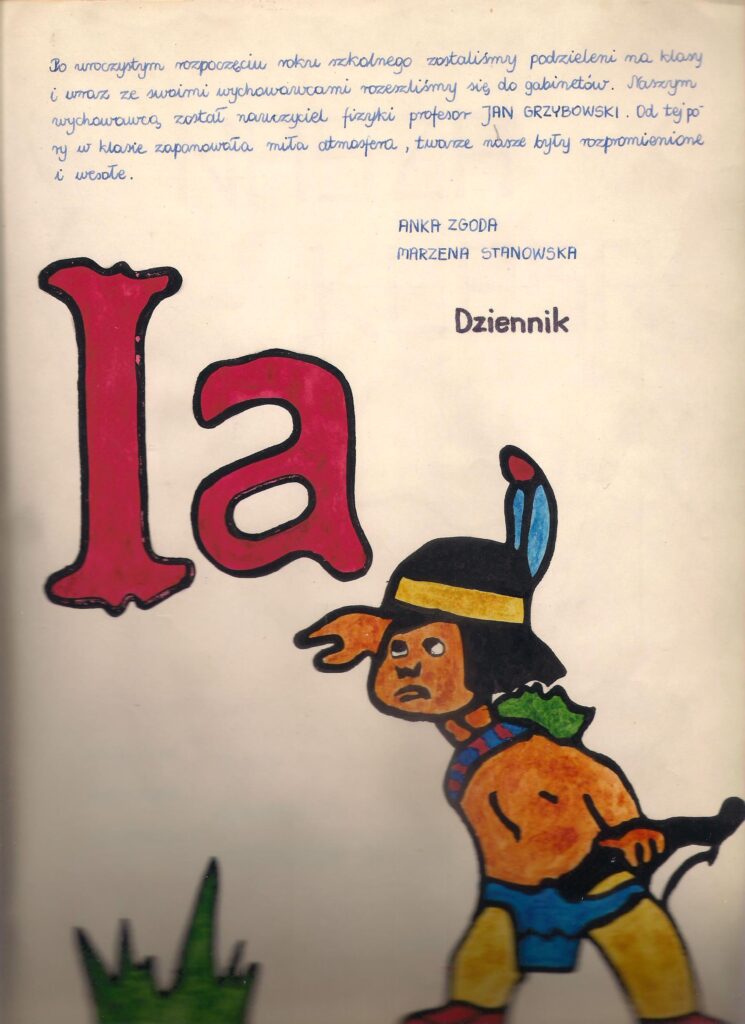 Po uroczystym rozpoczęciu roku szkolnego zostaliśmy podzieleni na klasy
i wraz ze swoimi wychowawcami rozeszliśmy się do gabinetów. Naszym
wychowawcą został nauczyciel fizyki profesor JAN GRZYBOWSKI. Od tej po-
ry w klasie zapanowała miła atmosfera, twarze nasze były rozpromienione
i wesołe.
ANKA ZGODA
MARZENA STANOWSKA
Dziennik
Ia